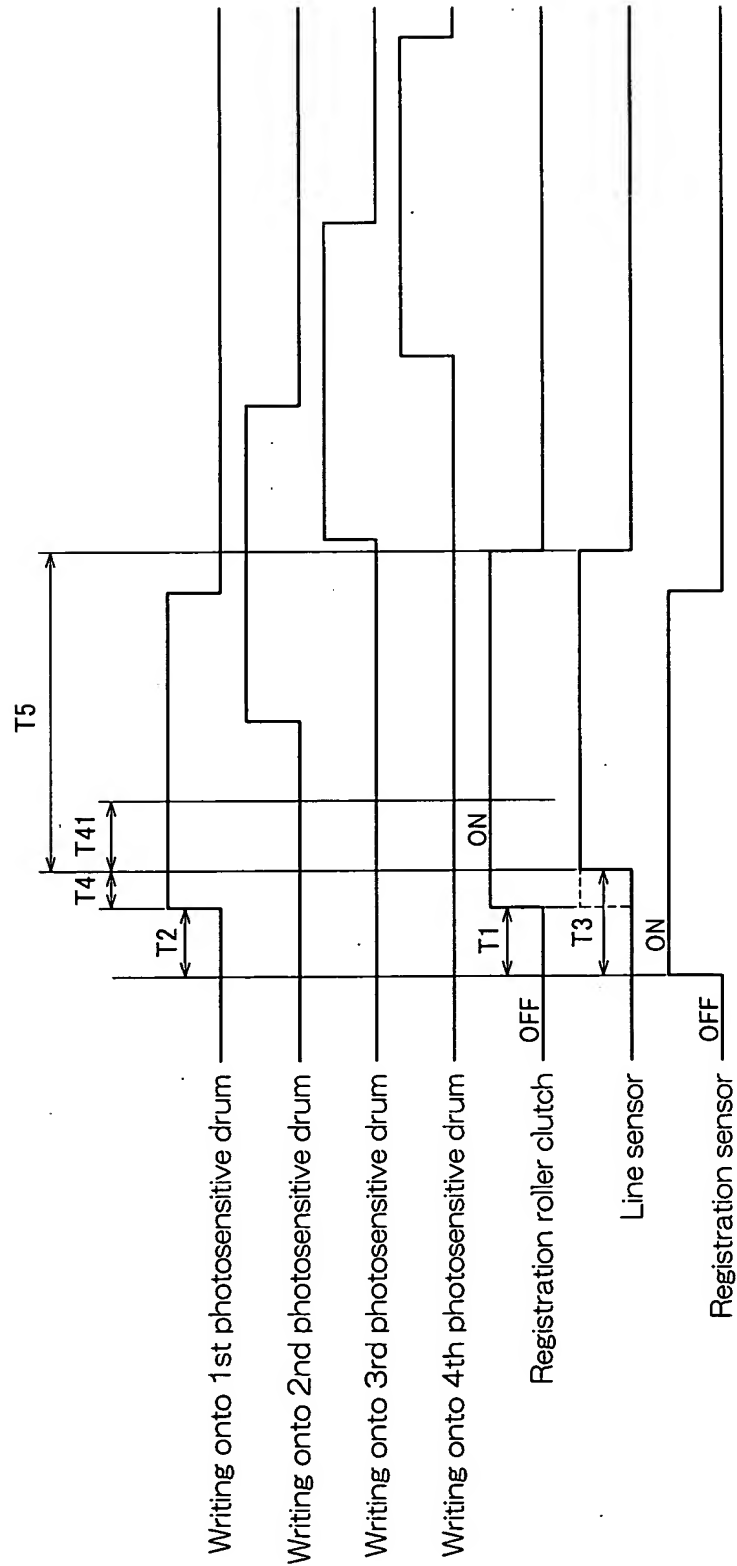 T5
T4
T41
T2
Writing onto 1st photosensitive drum
Writing onto 2nd photosensitive drum
Writing onto 3rd photosensitive drum
Writing onto 4th photosensitive drum
ON
T1
OFF
Registration roller clutch
T3
Line sensor
ON
OFF
Registration sensor